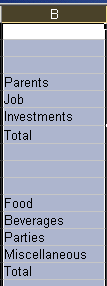 B
Parents
Job
Investments
Total
Food
Beverages
Parties
Miscellaneous
Total